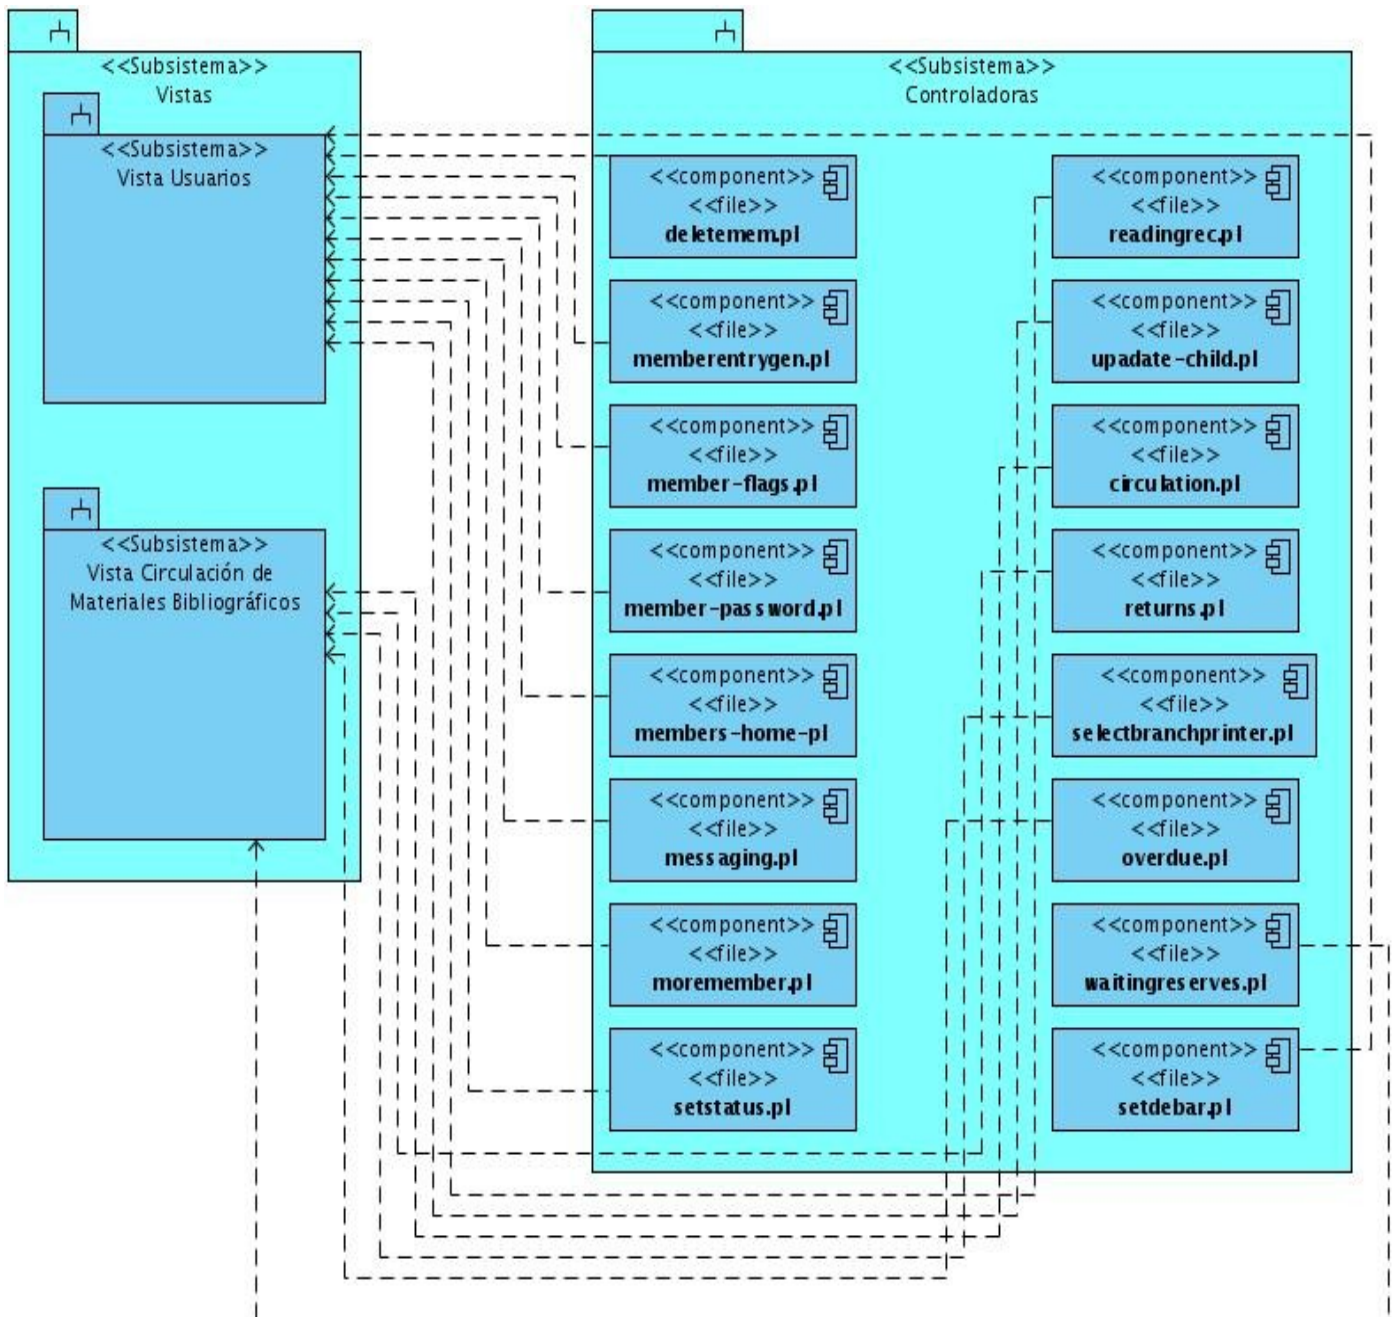 <<Subsistema>>
Vistas
<<Subsistema>>
Vista Usuarios
<<Subsistema>>
Vista Circulación de
Materiales Bibliográficos
<<Subsistema>>
Controladoras
<<component>>
<<file>>
deletemem.pl
<<component>>
<<file>>
memberentrygen.pl
<<component>>
<<file>>
member-flags.pl
<<component>>
<<file>>
member-password.pl
<<component>>
<<file>>
members-home-pl
<<component>>
<<file>>
messaging.pl
<<component>>
<<file>>
moremember.pl
<<component>>
<<file>>
setstatus.pl
<<component>>
<<file>>
readingrec.pl
<<component>>
<<file>>
upadate-child.pl
<<component>>
<<file>>
circulation.pl
<<component>>
<<file>>
returns.pl
<<component>>
<<file>>
selectbranchprinter.pl
<<component>>
<<file>>
overdue.pl
<<component>>
<<file>>
waitingreserves.pl
<<component>>
<<file>>
setdebar.pl